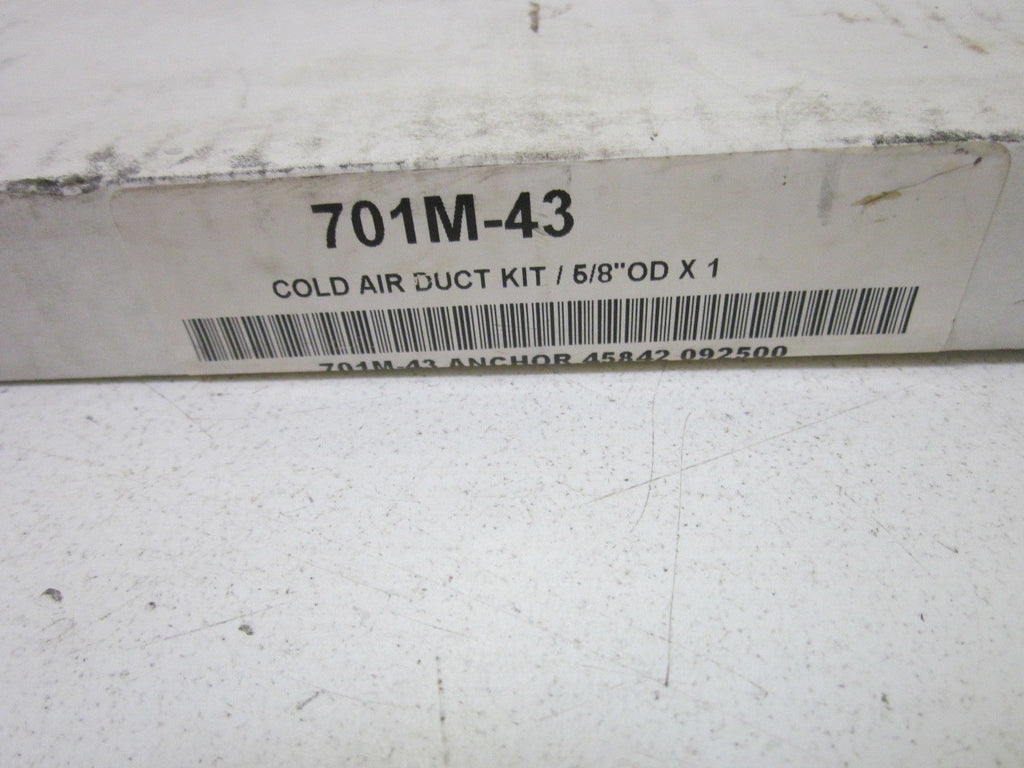 701M-43
COLD AIR DUCT KIT / 5/8"OD X 1
701M-43 ANCHOR 45842 092500